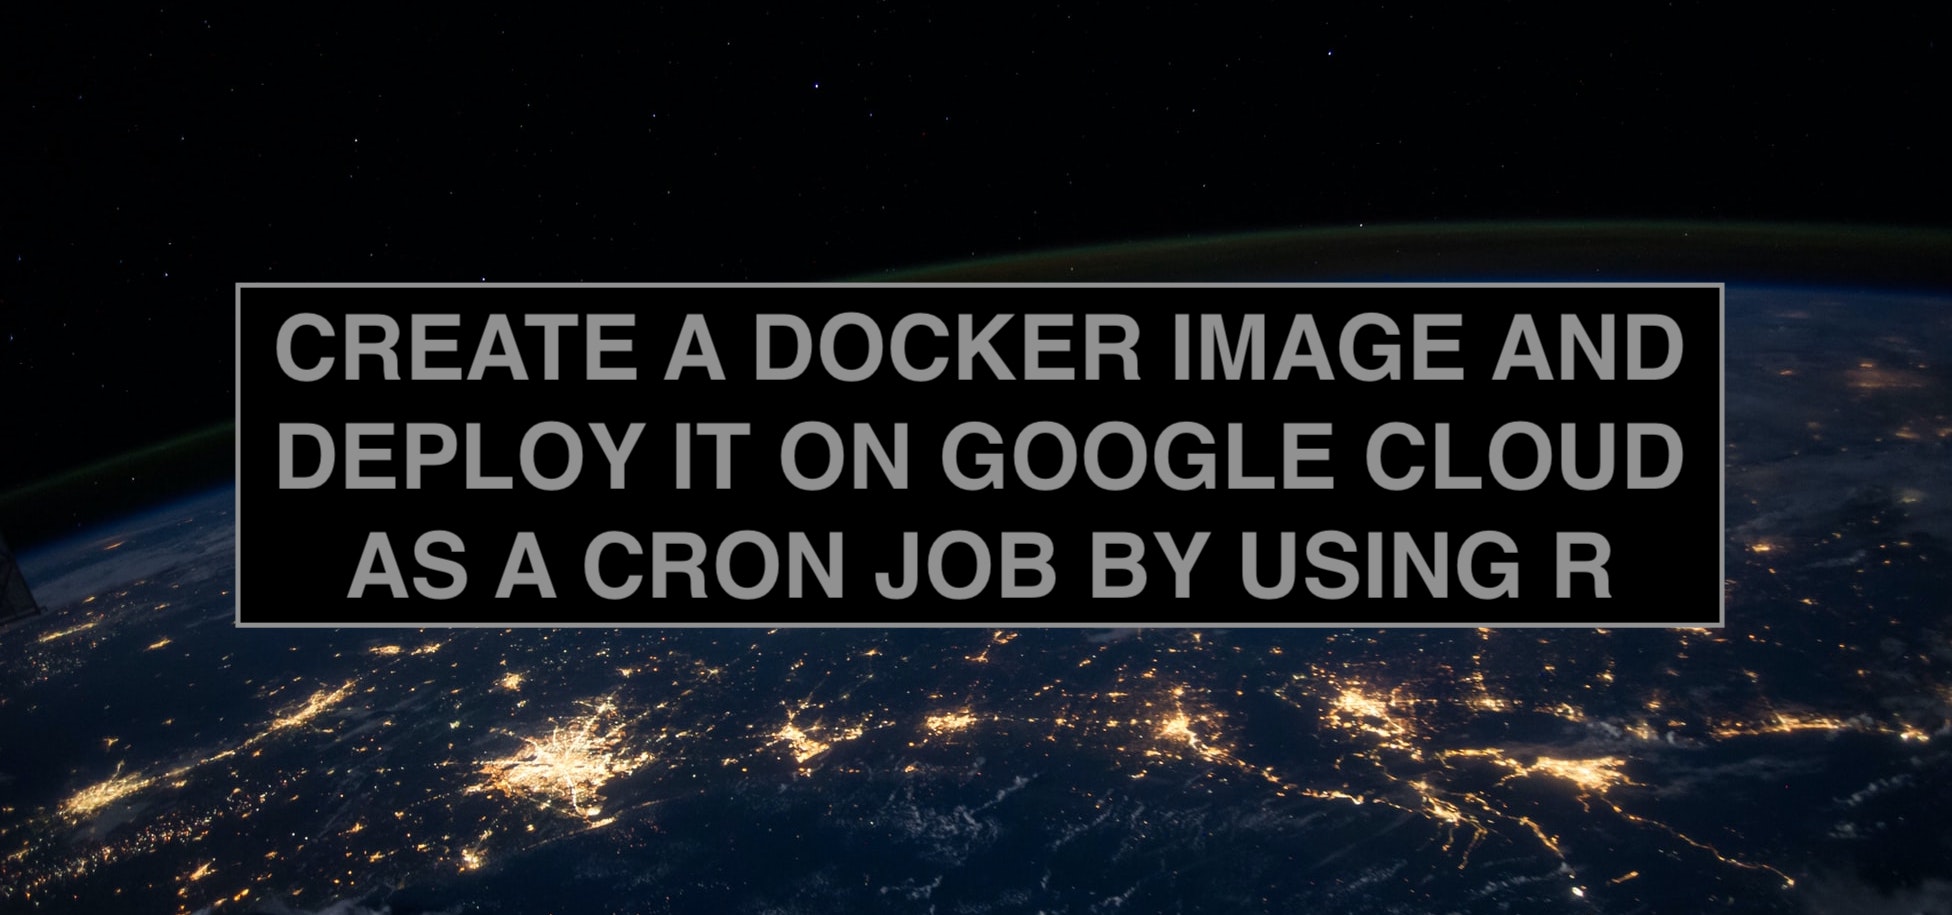 CREATE A DOCKER IMAGE AND
DEPLOY IT ON GOOGLE CLOUD
AS A CRON JOB BY USING R